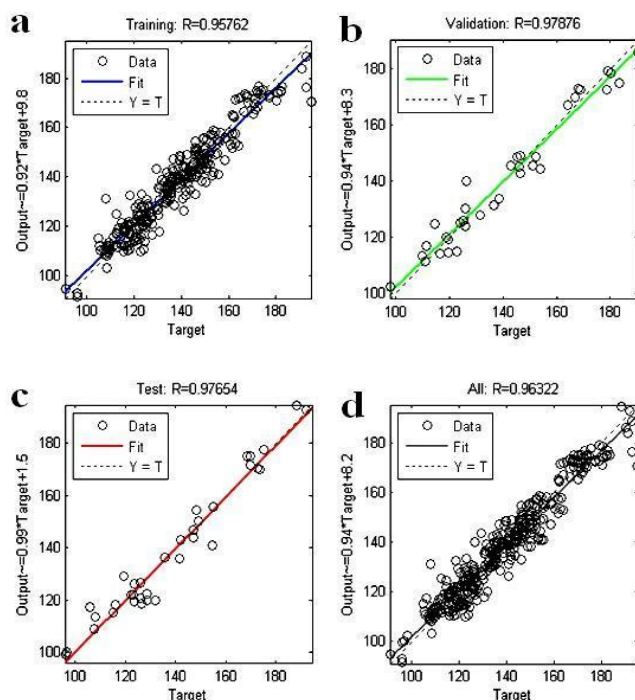 a
Training: R=0.95762
Output~=0.92*Target+9.8
Data
Fit
Y = T
180
160
140
120
100
100 120 140 160 180
Target
b
Validation: R=0.97876
Output~=0.94*Target+8.3
Data
Fit
Y = T
180
160
140
120
100
100 120 140 160 180
Target
c
Test: R=0.97654
Output~=0.99*Target+1.5
Data
Fit
Y = T
180
160
140
120
100
100 120 140 160 180
Target
d
All: R=0.96322
Output~=0.94*Target+8.2
Data
Fit
Y = T
180
160
140
120
100
100 120 140 160 180
Target